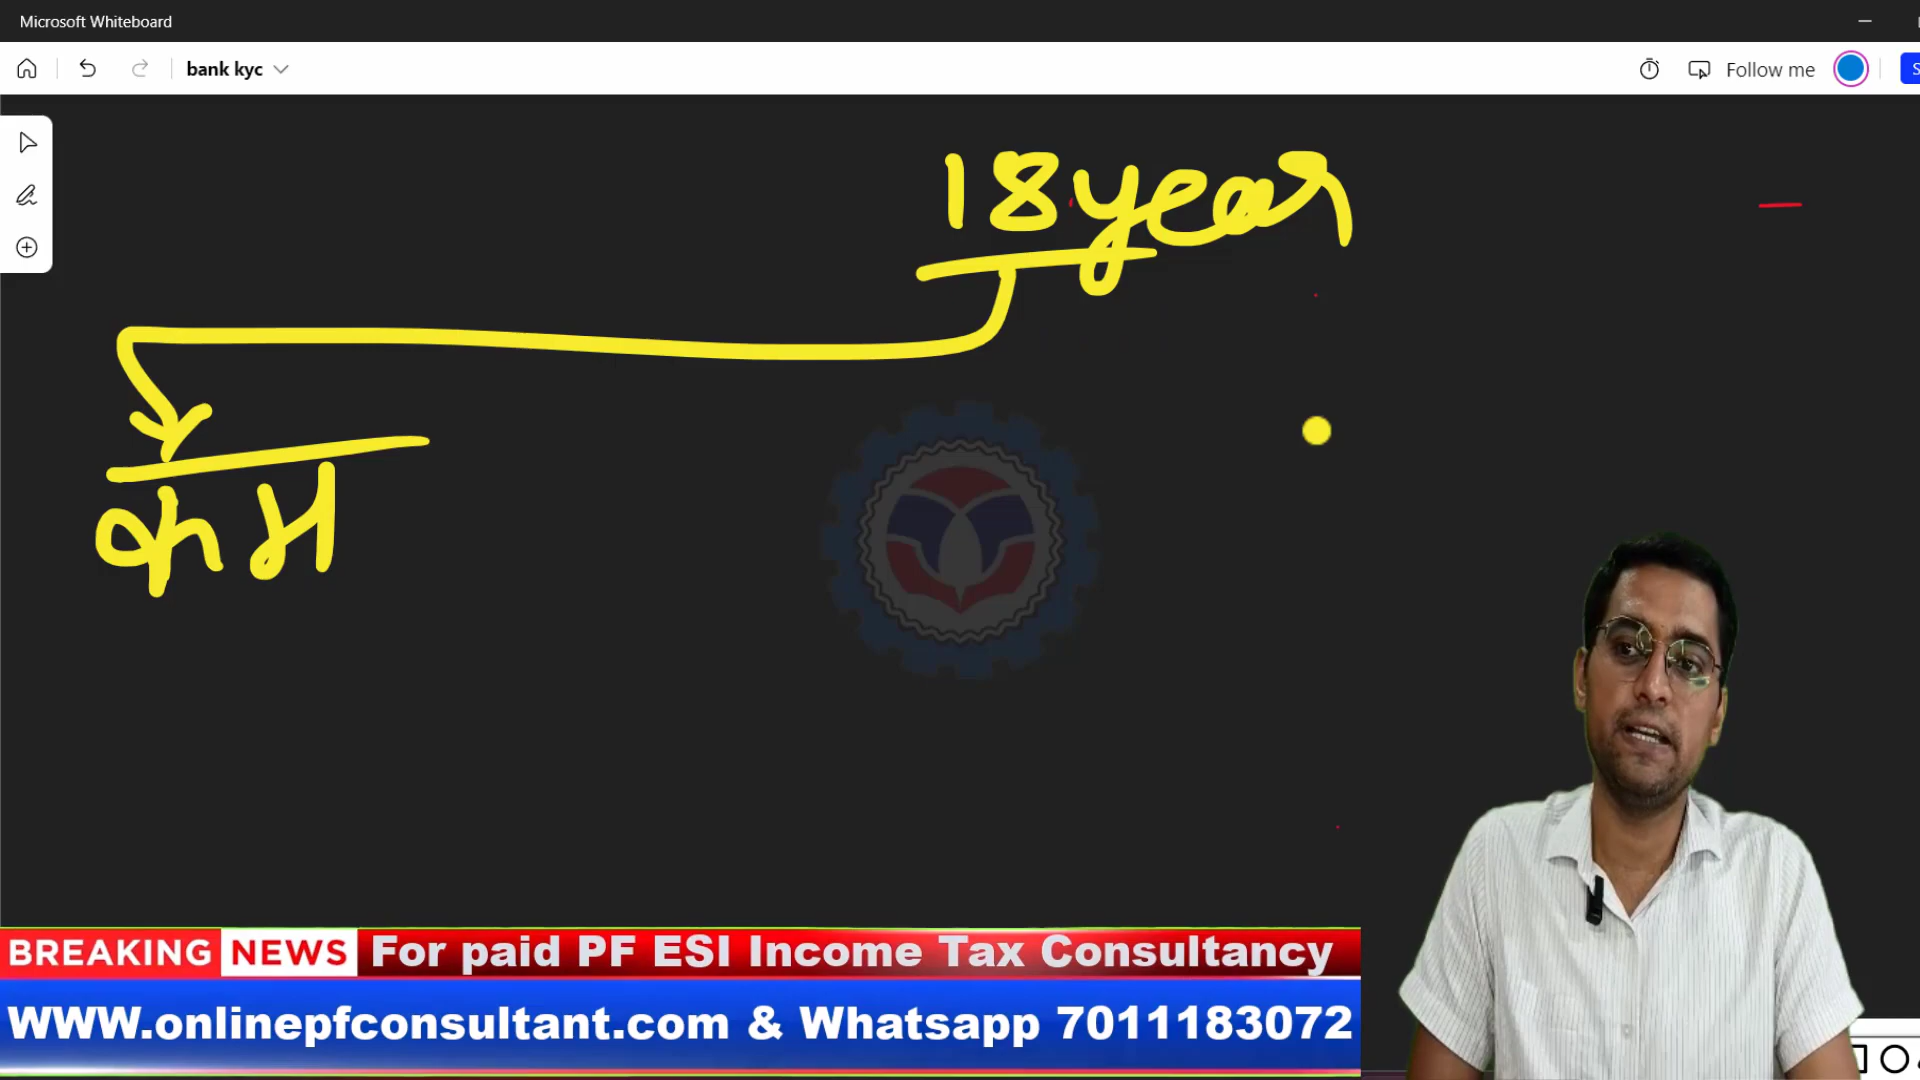 Microsoft Whiteboard
bank kyc
Follow me
S
18 year
कम
BREAKING NEWS For paid PF ESI Income Tax Consultancy
WWW.onlinepfconsultant.com & Whatsapp 7011183072